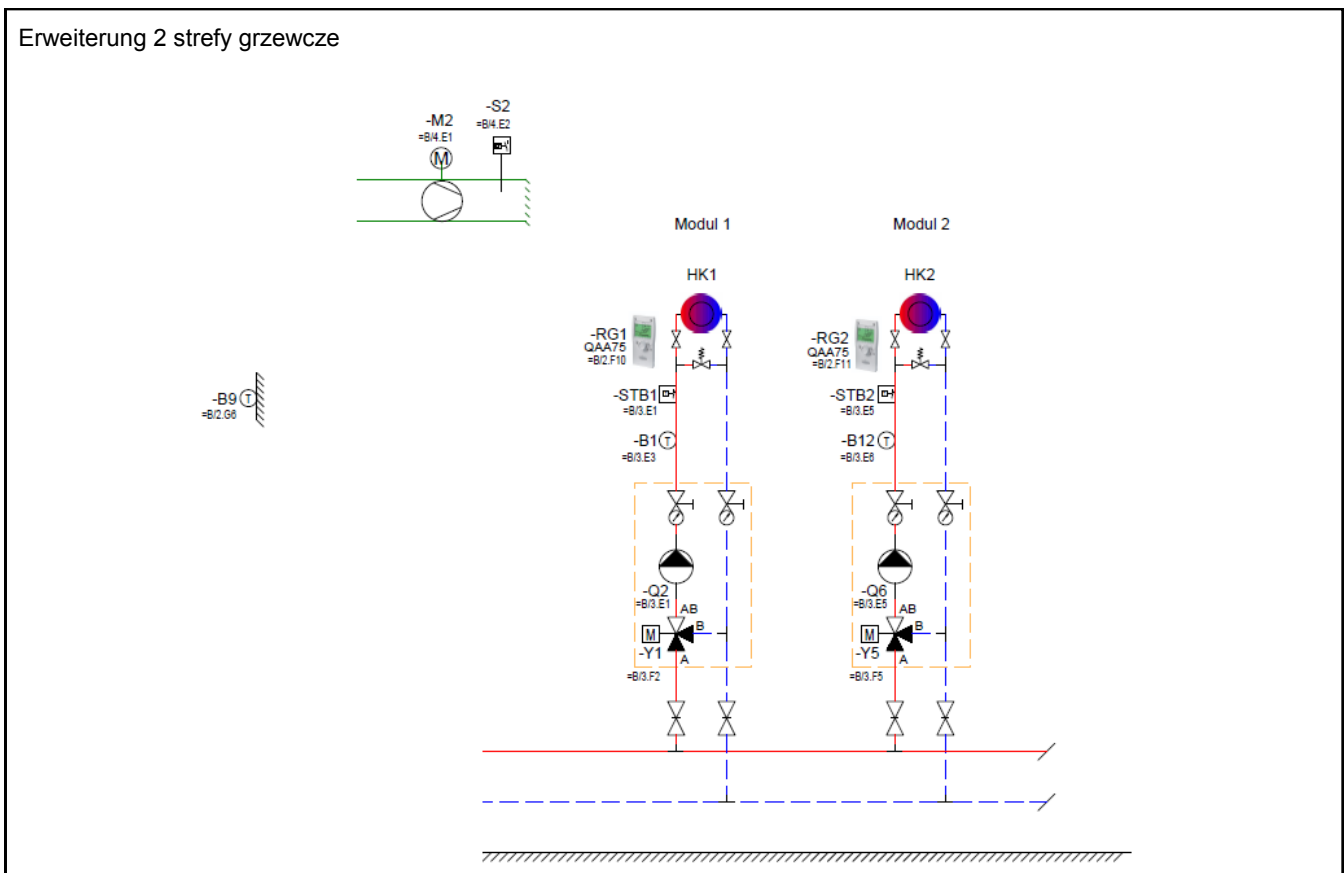 Erweiterung 2 strefy grzewcze
-S2
=B/4.E2
-M2
=B/4.E1
M
Modul 1
Modul 2
HK1
HK2
-RG1
QAA75
=B/2.F10
-RG2
QAA75
=B/2.F11
-B9
T
=B/2.G6
-STB1
=B/3.E1
-STB2
=B/3.E5
-B1
T
=B/3.E3
-B12
T
=B/3.E6
-Q2
=B/3.E1
AB
B
M
-Y1
A
=B/3.F2
-Q6
=B/3.E5
AB
B
M
-Y5
A
=B/3.F5